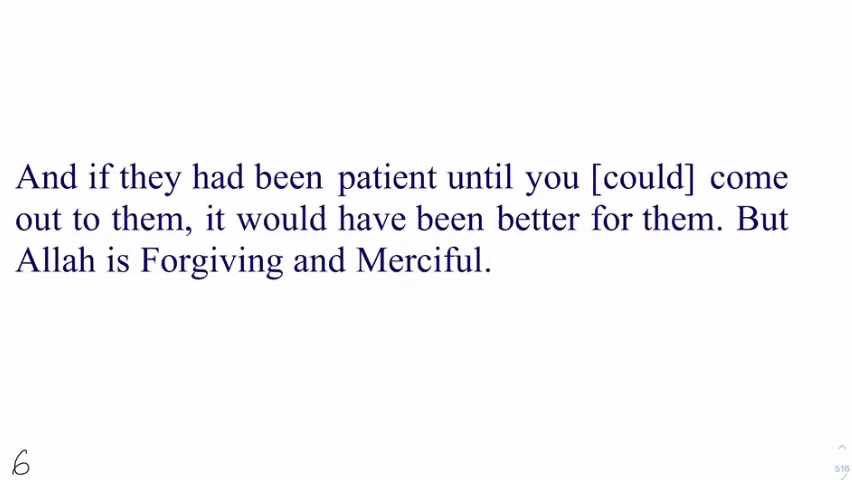 And if they had been patient until you [could] come
out to them, it would have been better for them. But
Allah is Forgiving and Merciful.
6
516